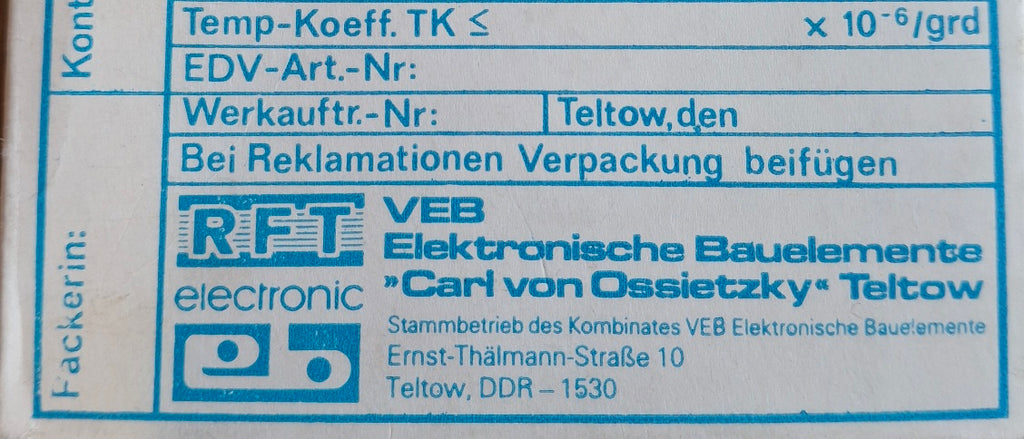 Temp-Koeff. TK ≤ x 10⁻⁶/grd
EDV-Art.-Nr:
Werkauftr.-Nr: Teltow, den
Bei Reklamationen Verpackung beifügen
Kont
Packerin:
RFT
electronic
eb
VEB
Elektronische Bauelemente
»Carl von Ossietzky« Teltow
Stammbetrieb des Kombinates VEB Elektronische Bauelemente
Ernst-Thälmann-Straße 10
Teltow, DDR – 1530